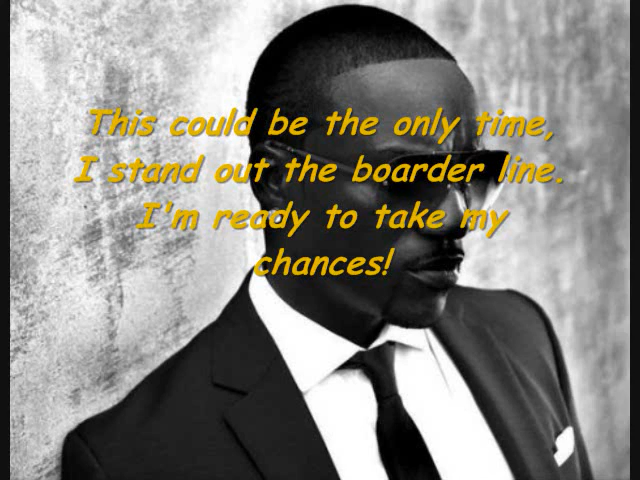 This could be the only time,
I stand out the boarder line.
I'm ready to take my
chances!